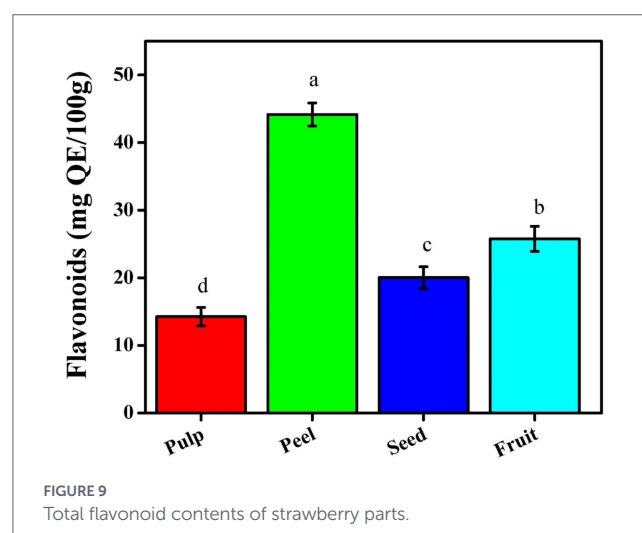 Flavonoids (mg QE/100g)
50
40
30
20
10
0
d
a
c
b
Pulp
Peel
Seed
Fruit
FIGURE 9
Total flavonoid contents of strawberry parts.